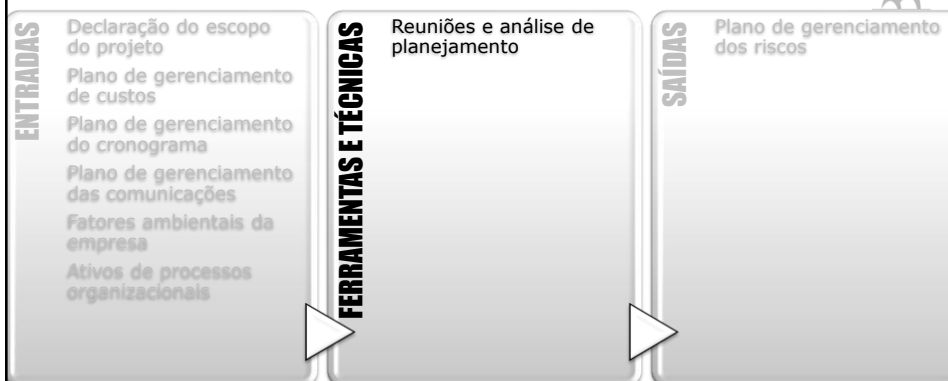 ENTRADAS
Declaração do escopo
do projeto
Plano de gerenciamento
de custos
Plano de gerenciamento
do cronograma
Plano de gerenciamento
das comunicações
Fatores ambientais da
empresa
Ativos de processos
organizacionais
FERRAMENTAS E TÉCNICAS
Reuniões e análise de
planejamento
SAÍDAS
Plano de gerenciamento
dos riscos